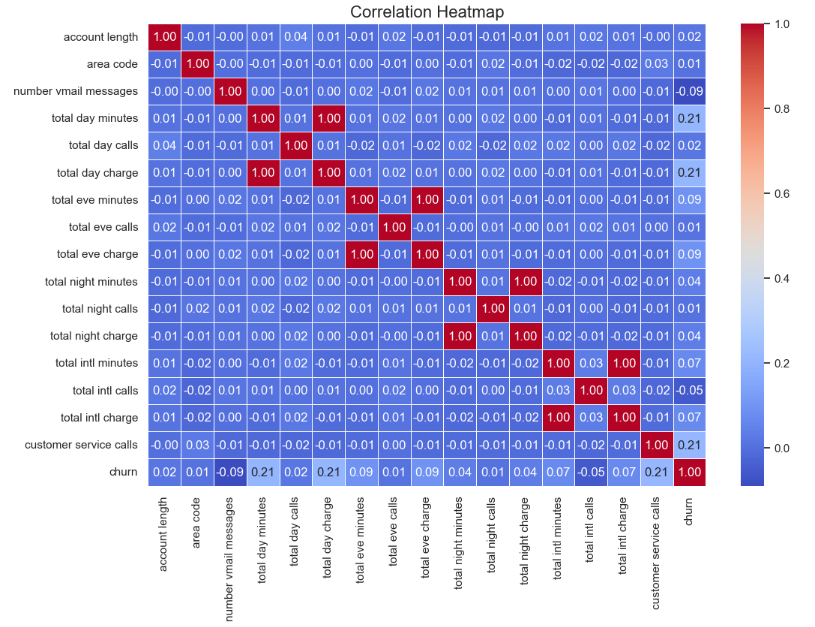 Correlation Heatmap
account length 1.00 -0.01 -0.00 0.01 0.04 0.01 -0.01 0.02 -0.01 -0.01 -0.01 -0.01 0.01 0.02 0.01 -0.00 0.02
area code -0.01 1.00 -0.00 -0.01 -0.01 -0.01 0.00 -0.01 0.00 -0.01 0.02 -0.01 -0.02 -0.02 -0.02 0.03 0.01
number vmail messages -0.00 -0.00 1.00 0.00 -0.01 0.00 0.02 -0.01 0.02 0.01 0.01 0.01 0.00 0.01 0.00 -0.01 -0.09
total day minutes 0.01 -0.01 0.00 1.00 0.01 1.00 0.01 0.02 0.01 0.00 0.02 0.00 -0.01 0.01 -0.01 -0.01 0.21
total day calls 0.04 -0.01 -0.01 0.01 1.00 0.01 -0.02 0.01 -0.02 0.02 -0.02 0.02 0.02 0.00 0.02 -0.02 0.02
total day charge 0.01 -0.01 0.00 1.00 0.01 1.00 0.01 0.02 0.01 0.00 0.02 0.00 -0.01 0.01 -0.01 -0.01 0.21
total eve minutes -0.01 0.00 0.02 0.01 -0.02 0.01 1.00 -0.01 1.00 -0.01 0.01 -0.01 -0.01 0.00 -0.01 -0.01 0.09
total eve calls 0.02 -0.01 -0.01 0.02 0.01 0.02 -0.01 1.00 -0.01 -0.00 0.01 -0.00 0.01 0.02 0.01 0.00 0.01
total eve charge -0.01 0.00 0.02 0.01 -0.02 0.01 1.00 -0.01 1.00 -0.01 0.01 -0.01 -0.01 0.00 -0.01 -0.01 0.09
total night minutes -0.01 -0.01 0.01 0.00 0.02 0.00 -0.01 -0.00 -0.01 1.00 0.01 1.00 -0.02 -0.01 -0.02 -0.01 0.04
total night calls -0.01 0.02 0.01 0.02 -0.02 0.02 0.01 0.01 0.01 0.01 1.00 0.01 -0.01 0.00 -0.01 -0.01 0.01
total night charge -0.01 -0.01 0.01 0.00 0.02 0.00 -0.01 -0.00 -0.01 1.00 0.01 1.00 -0.02 -0.01 -0.02 -0.01 0.04
total intl minutes 0.01 -0.02 0.00 -0.01 0.02 -0.01 -0.01 0.01 -0.01 -0.02 -0.01 -0.02 1.00 0.03 1.00 -0.01 0.07
total intl calls 0.02 -0.02 0.01 0.01 0.00 0.01 0.00 0.02 0.00 -0.01 0.00 -0.01 0.03 1.00 0.03 -0.02 -0.05
total intl charge 0.01 -0.02 0.00 -0.01 0.02 -0.01 -0.01 0.01 -0.01 -0.02 -0.01 -0.02 1.00 0.03 1.00 -0.01 0.07
customer service calls -0.00 0.03 -0.01 -0.01 -0.02 -0.01 -0.01 0.00 -0.01 -0.01 -0.01 -0.01 -0.01 -0.02 -0.01 1.00 0.21
churn 0.02 0.01 -0.09 0.21 0.02 0.21 0.09 0.01 0.09 0.04 0.01 0.04 0.07 -0.05 0.07 0.21 1.00
account length
area code
number vmail messages
total day minutes
total day calls
total day charge
total eve minutes
total eve calls
total eve charge
total night minutes
total night calls
total night charge
total intl minutes
total intl calls
total intl charge
customer service calls
churn
1.0
0.8
0.6
0.4
0.2
0.0